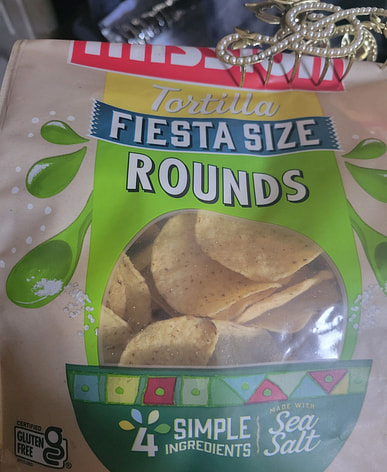 Tortilla
FIESTA SIZE
ROUNDS
4 SIMPLE
INGREDIENTS
MADE WITH
Sea
Salt
CERTIFIED
GLUTEN
FREE